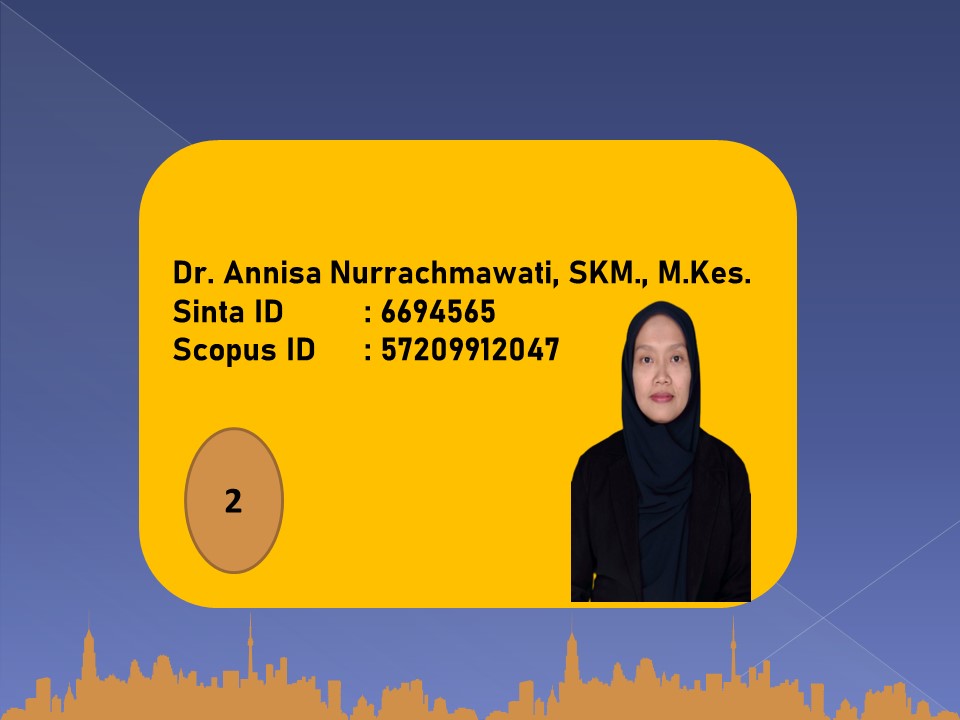 Dr. Annisa Nurrachmawati, SKM., M.Kes.
Sinta ID : 6694565
Scopus ID : 57209912047
2